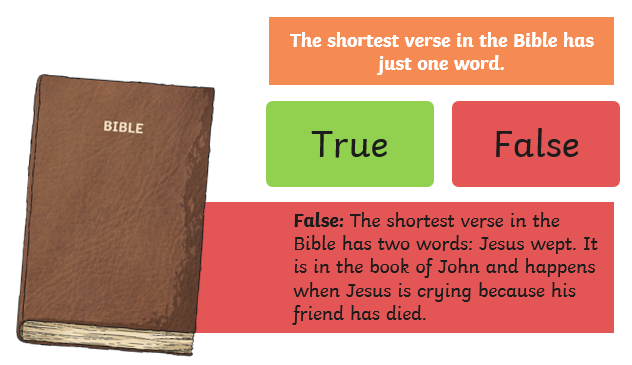 The shortest verse in the Bible has
just one word.
BIBLE
True
False
False: The shortest verse in the
Bible has two words: Jesus wept. It
is in the book of John and happens
when Jesus is crying because his
friend has died.